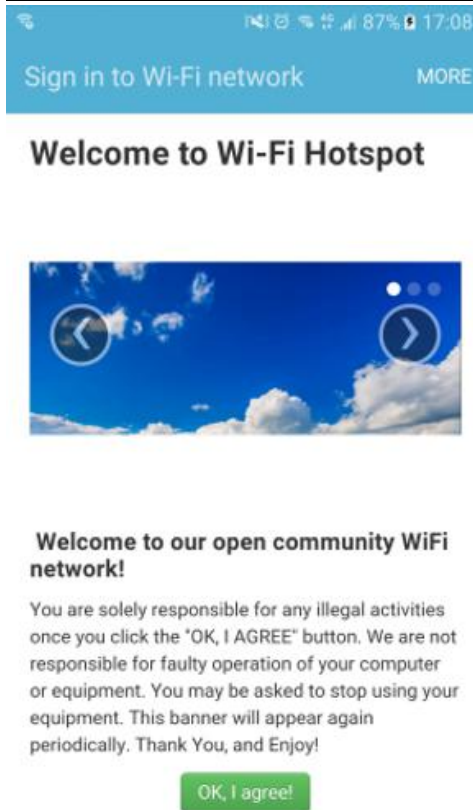 87% 17:08
Sign in to Wi-Fi network MORE
Welcome to Wi-Fi Hotspot
Welcome to our open community WiFi
network!
You are solely responsible for any illegal activities
once you click the "OK, I AGREE" button. We are not
responsible for faulty operation of your computer
or equipment. You may be asked to stop using your
equipment. This banner will appear again
periodically. Thank You, and Enjoy!
OK, I agree!